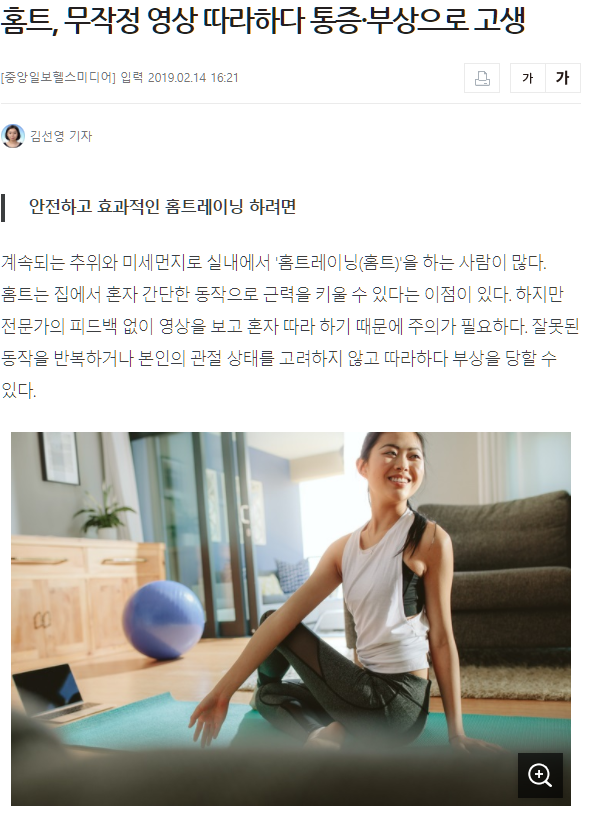 홈트, 무작정 영상 따라하다 통증·부상으로 고생
[중앙일보헬스미디어] 입력 2019.02.14 16:21
가 가
김선영 기자
안전하고 효과적인 홈트레이닝 하려면
계속되는 추위와 미세먼지로 실내에서 '홈트레이닝(홈트)'을 하는 사람이 많다.
홈트는 집에서 혼자 간단한 동작으로 근력을 키울 수 있다는 이점이 있다. 하지만
전문가의 피드백 없이 영상을 보고 혼자 따라 하기 때문에 주의가 필요하다. 잘못된
동작을 반복하거나 본인의 관절 상태를 고려하지 않고 따라하다 부상을 당할 수
있다.